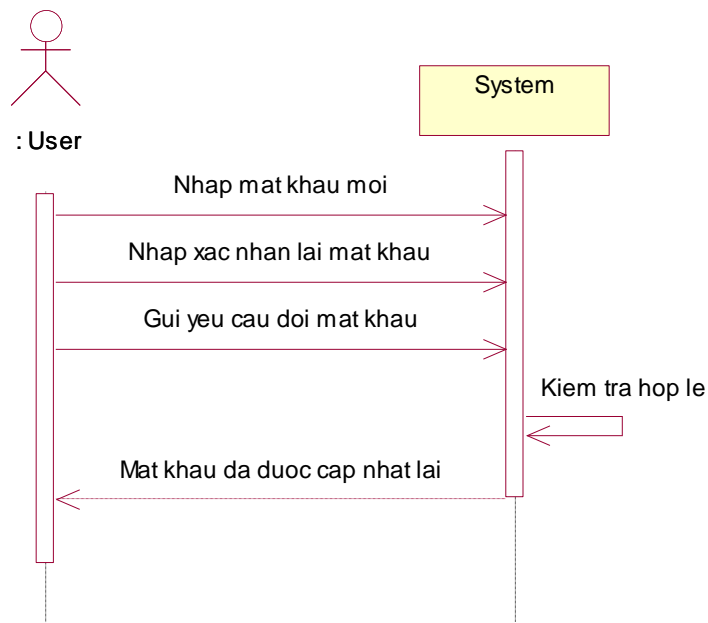 System
: User
Nhap mat khau moi
Nhap xac nhan lai mat khau
Gui yeu cau doi mat khau
Kiem tra hop le
Mat khau da duoc cap nhat lai